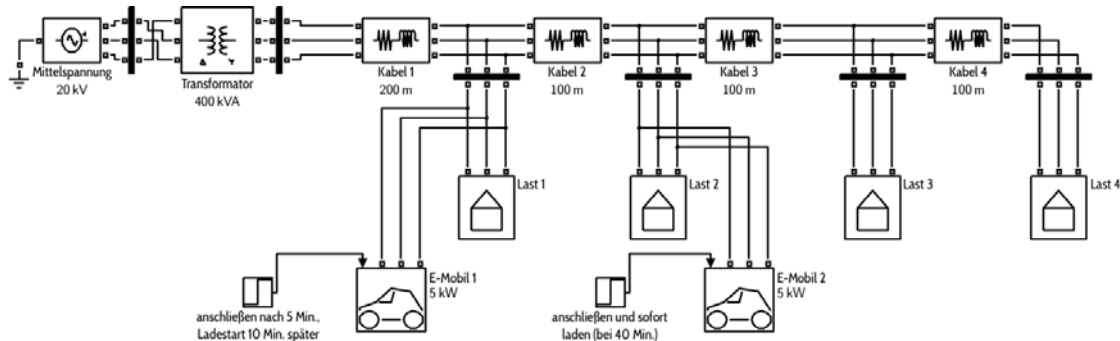 Mittelspannung
20 kV
Transformator
400 kVA
Kabel 1
200 m
Kabel 2
100 m
Kabel 3
100 m
Kabel 4
100 m
Last 1
Last 2
Last 3
Last 4
E-Mobil 1
5 kW
anschließen nach 5 Min.,
Ladestart 10 Min. später
E-Mobil 2
5 kW
anschließen und sofort
laden (bei 40 Min.)